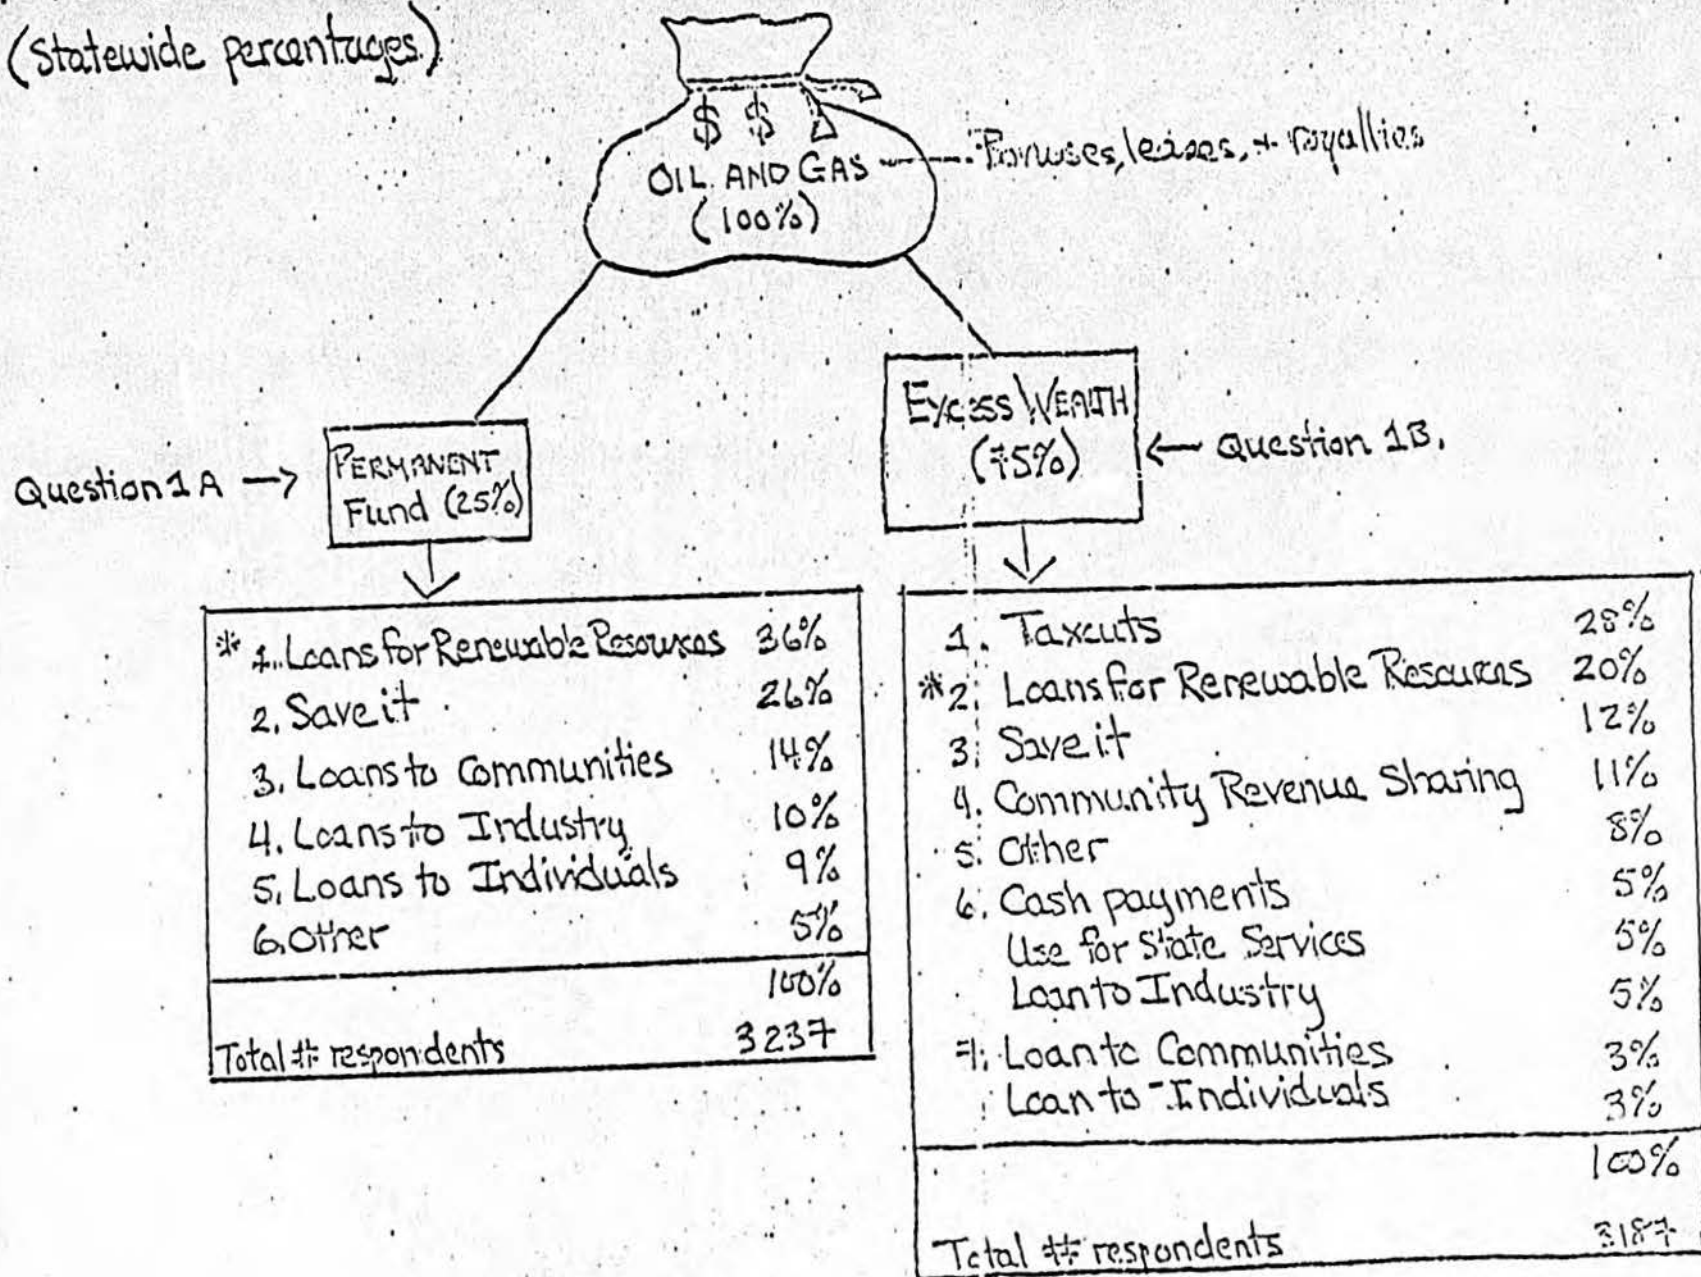 (Statewide percentages)
$ $ $
OIL AND GAS
(100%)
Bonuses, leases, + royalties
Question 1A →
PERMANENT
Fund (25%)
EXCESS WEALTH
(75%)
← Question 1B.
* 1. Loans for Renewable Resources 36%
2. Save it 26%
3. Loans to Communities 14%
4. Loans to Industry 10%
5. Loans to Individuals 9%
6. Other 5%
100%
Total # respondents 3237
1. Taxcuts 28%
*2. Loans for Renewable Resources 20%
3. Save it 12%
4. Community Revenue Sharing 11%
5. Other 8%
6. Cash payments 5%
Use for State Services 5%
Loan to Industry 5%
7. Loan to Communities 3%
Loan to Individuals 3%
100%
Total # respondents 3187